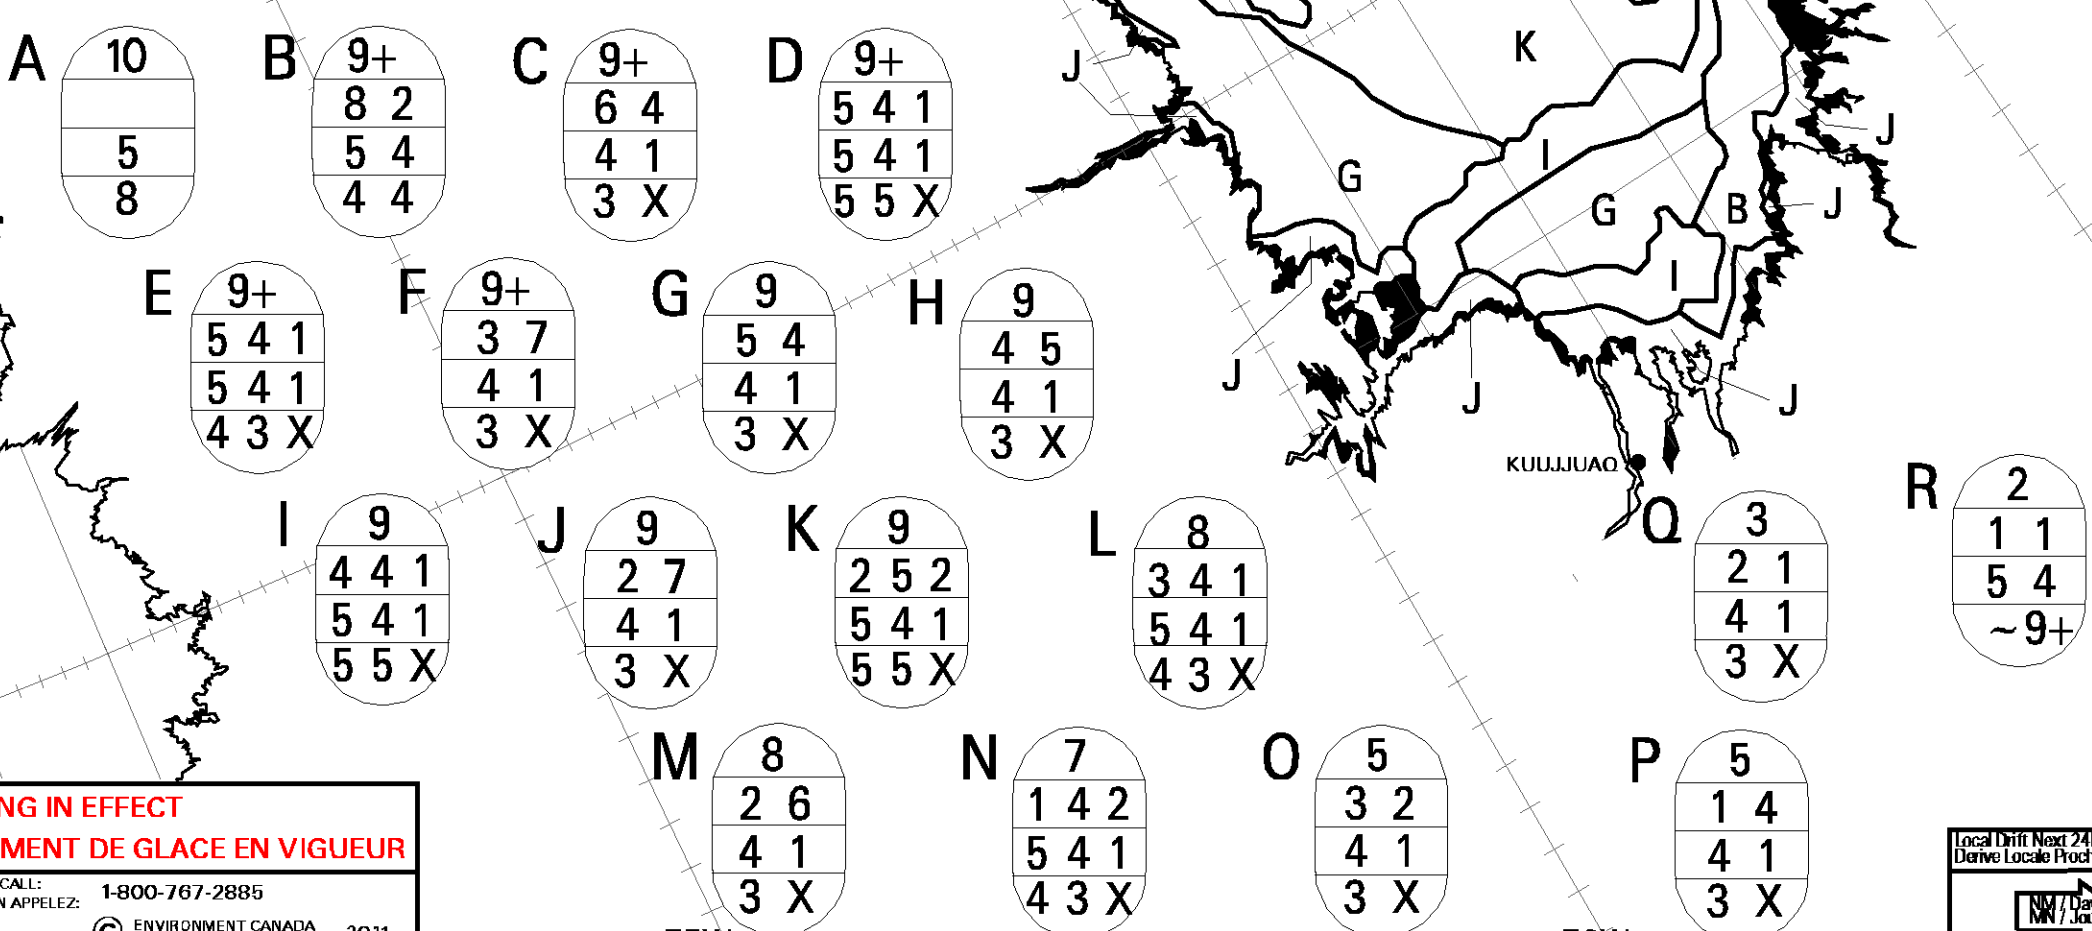 A
10
5
8
B
9+
8 2
5 4
4 4
C
9+
6 4
4 1
3 X
D
9+
5 4 1
5 4 1
5 5 X
J
K
I
G
G
B
I
J
J
J
J
J
KUUJJUAQ
E
9+
5 4 1
5 4 1
4 3 X
F
9+
3 7
4 1
3 X
G
9
5 4
4 1
3 X
H
9
4 5
4 1
3 X
I
9
4 4 1
5 4 1
5 5 X
J
9
2 7
4 1
3 X
K
9
2 5 2
5 4 1
5 5 X
L
8
3 4 1
5 4 1
4 3 X
Q
3
2 1
4 1
3 X
R
2
1 1
5 4
~9+
M
8
2 6
4 1
3 X
N
7
1 4 2
5 4 1
4 3 X
O
5
3 2
4 1
3 X
P
5
1 4
4 1
3 X
NG IN EFFECT
MENT DE GLACE EN VIGUEUR
CALL:
N APPELEZ:
1-800-767-2885
© ENVIRONMENT CANADA
Local Drift Next 24
Derive Locale Proch
NM / Da
MN / Jou